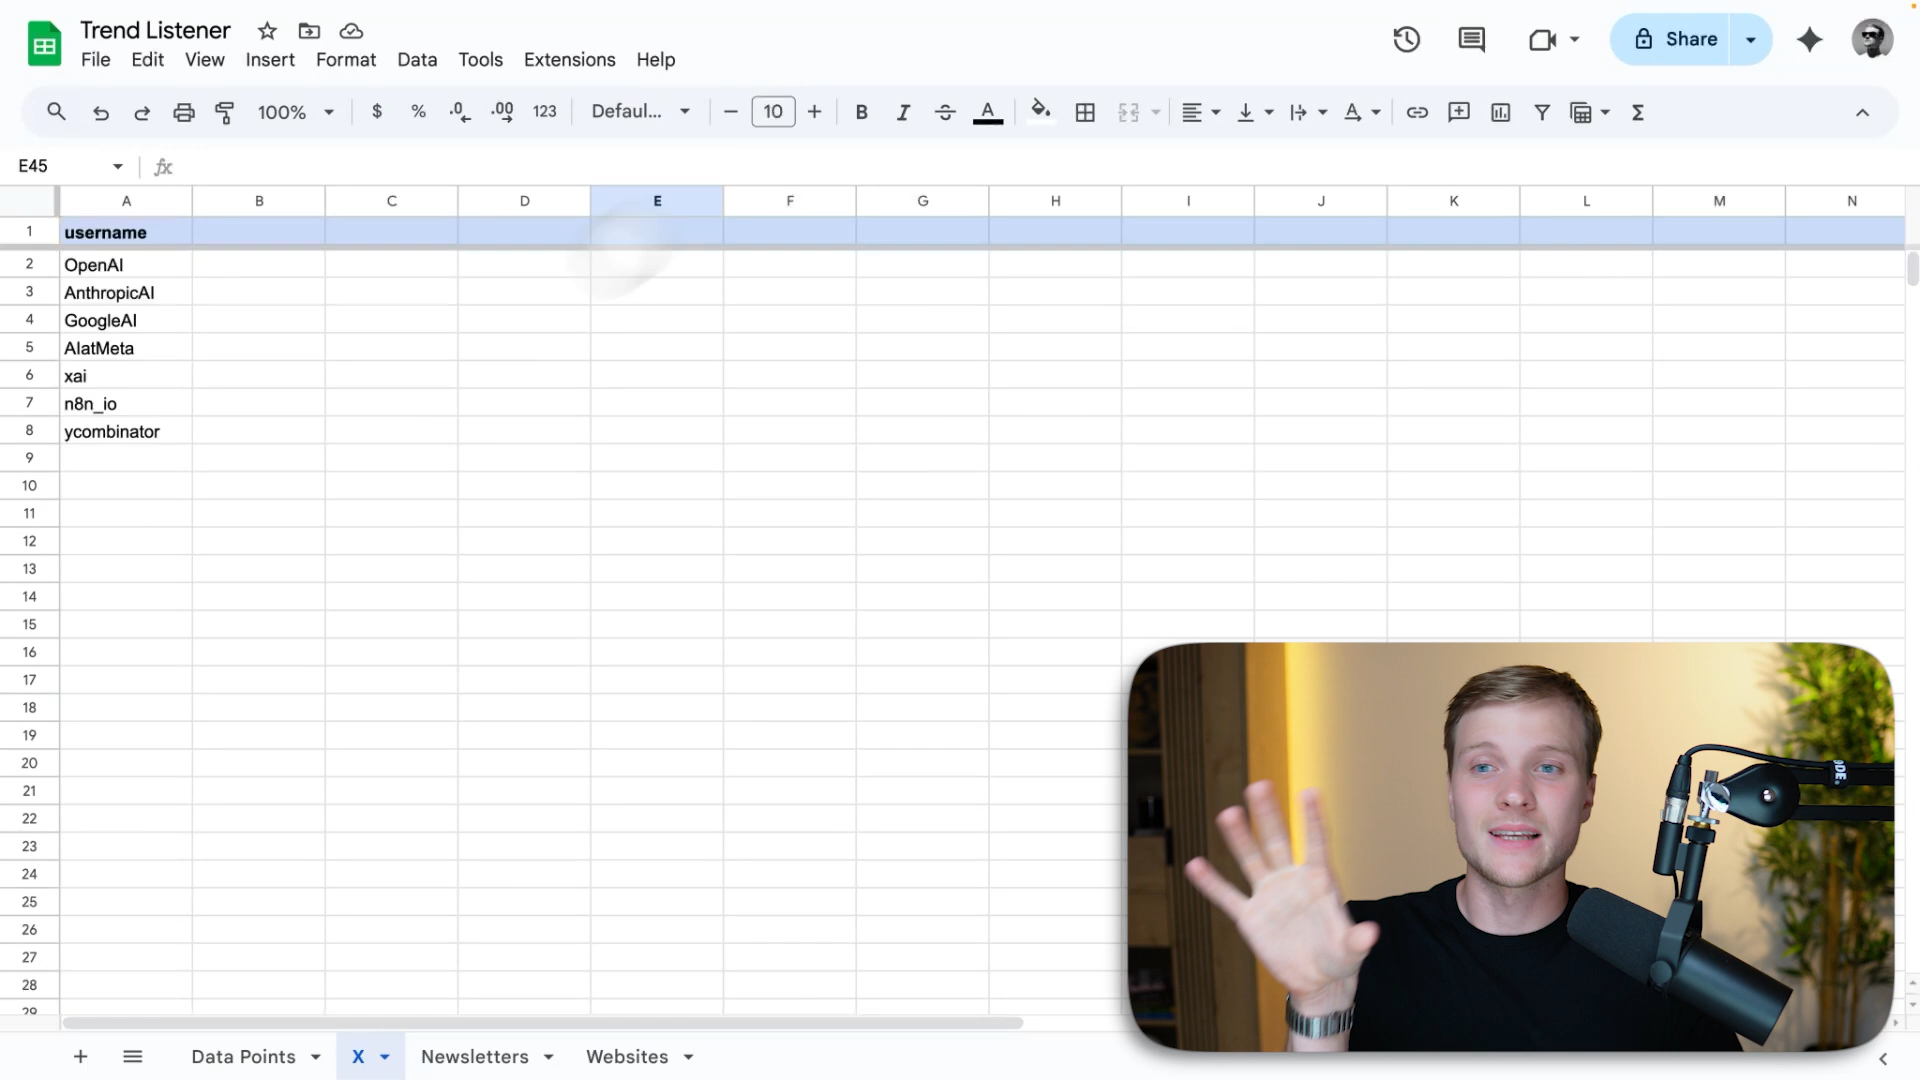 Trend Listener
File Edit View Insert Format Data Tools Extensions Help
Share
100% $ % .0 .00 123 Defaul... 10 B I A Σ
E45 fx
A B C D E F G H I J K L M N
1 username
2 OpenAI
3 AnthropicAI
4 GoogleAI
5 AIatMeta
6 xai
7 n8n_io
8 ycombinator
9
10
11
12
13
14
15
16
17
18
19
20
21
22
23
24
25
26
27
28
29
Data Points X Newsletters Websites